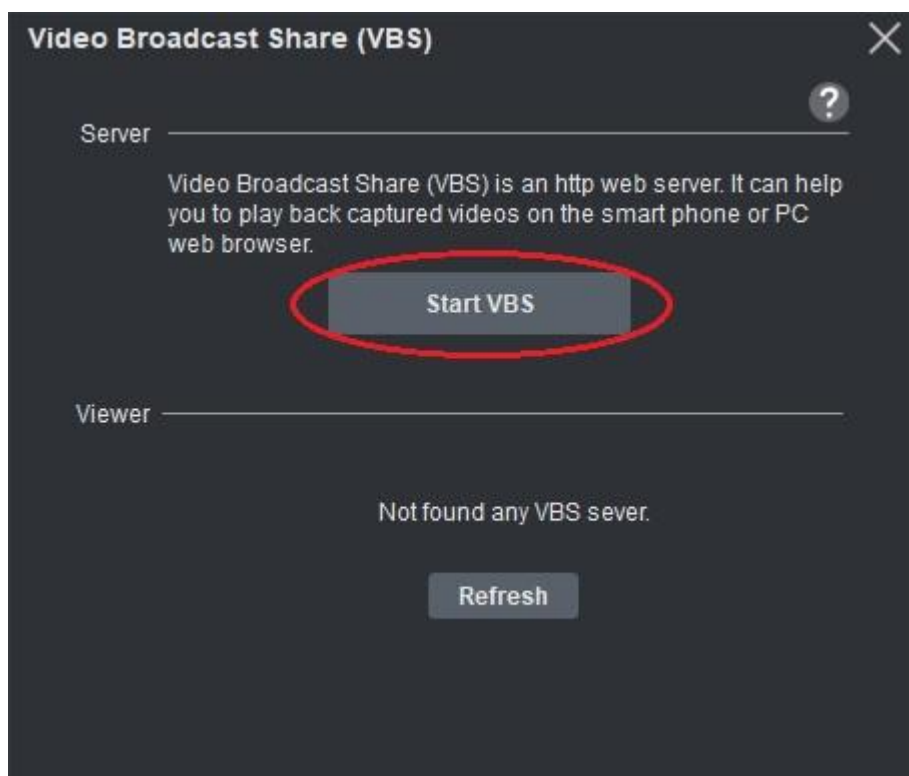 Video Broadcast Share (VBS)
?
Server
Video Broadcast Share (VBS) is an http web server. It can help
you to play back captured videos on the smart phone or PC
web browser.
Start VBS
Viewer
Not found any VBS sever.
Refresh